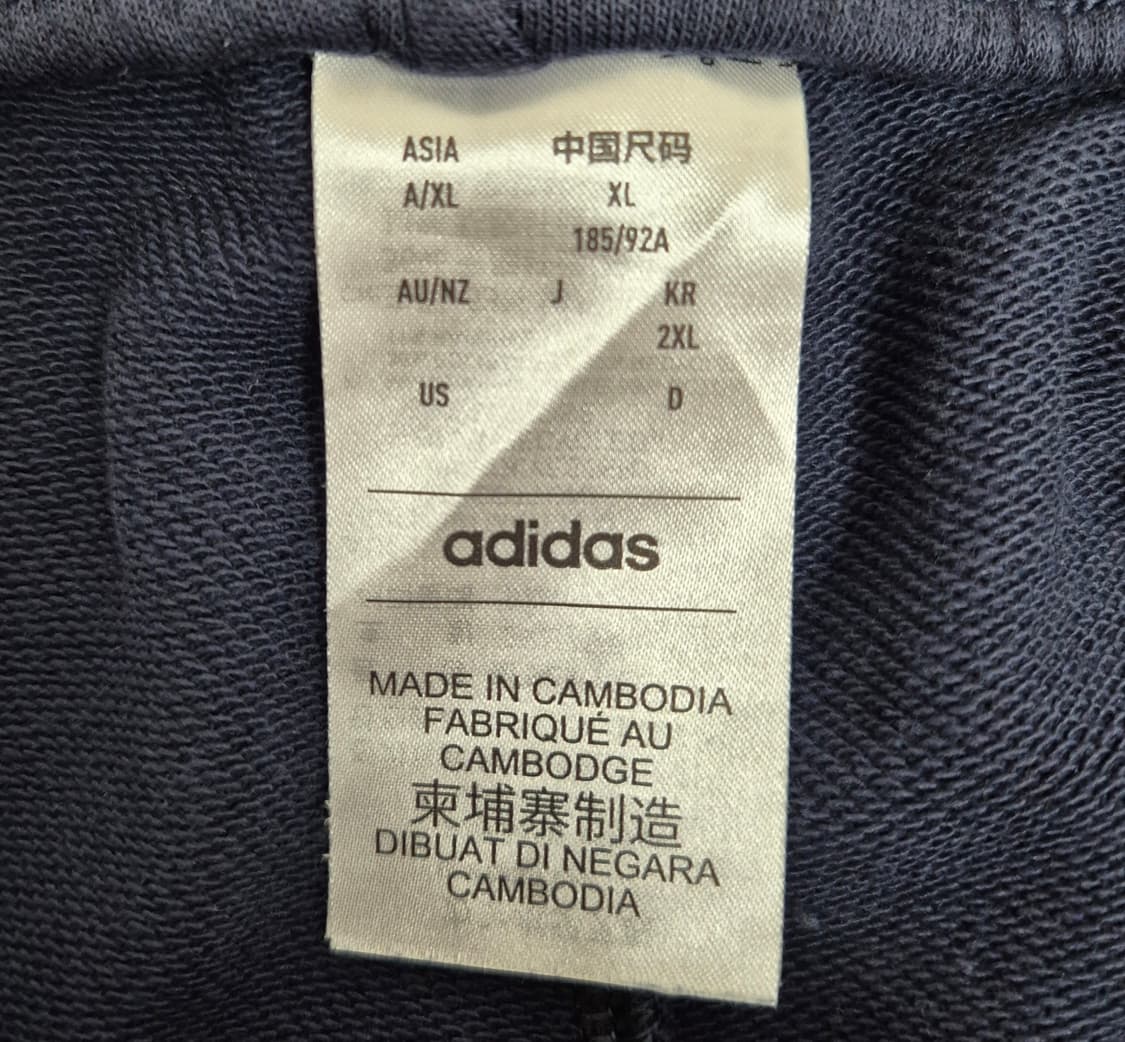 ASIA 中国尺码
A/XL XL
185/92A
AU/NZ J KR
2XL
US D
adidas
MADE IN CAMBODIA
FABRIQUÉ AU
CAMBODGE
柬埔寨制造
DIBUAT DI NEGARA
CAMBODIA